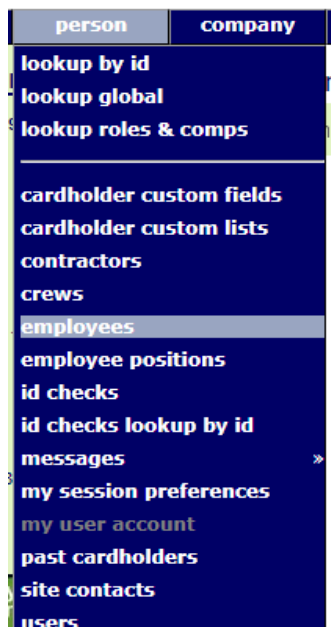 person company
lookup by id
lookup global
lookup roles & comps
cardholder custom fields
cardholder custom lists
contractors
crews
employees
employee positions
id checks
id checks lookup by id
messages »
my session preferences
my user account
past cardholders
site contacts
users